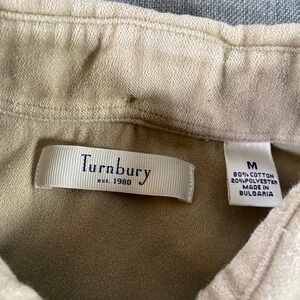 Turnbury
est. 1980
M
80% COTTON
20% POLYESTER
MADE IN
BULGARIA